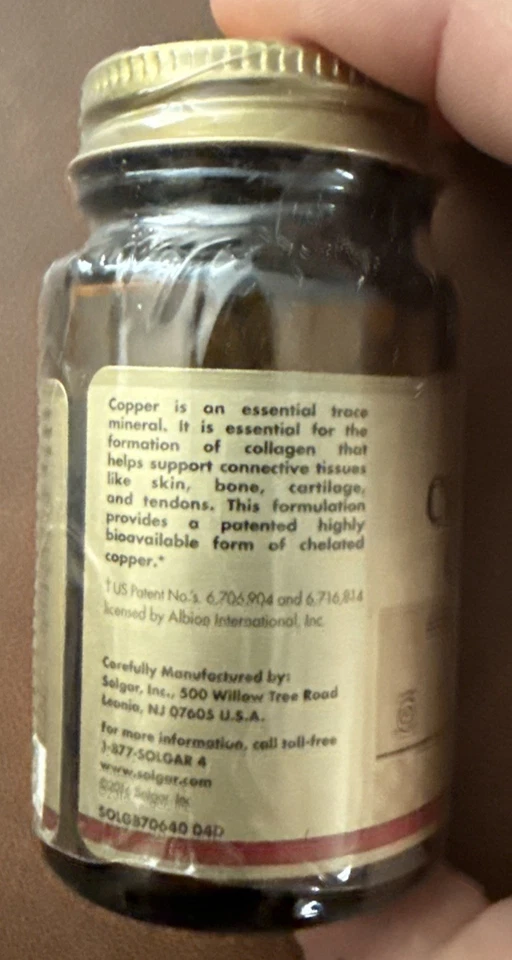 Copper is an essential trace
mineral. It is essential for the
formation of collagen that
helps support connective tissues
like skin, bone, cartilage,
and tendons. This formulation
provides a patented highly
bioavailable form of chelated
copper.*
† US Patent No.'s. 6,706,904 and 6,716,814
licensed by Albion International, Inc.
Carefully Manufactured by:
Solgar, Inc., 500 Willow Tree Road
Leonia, NJ 07605 U.S.A.
For more information, call toll-free
1-877-SOLGAR 4
www.solgar.com
Solgar, Inc.
SOLGB70640 04D